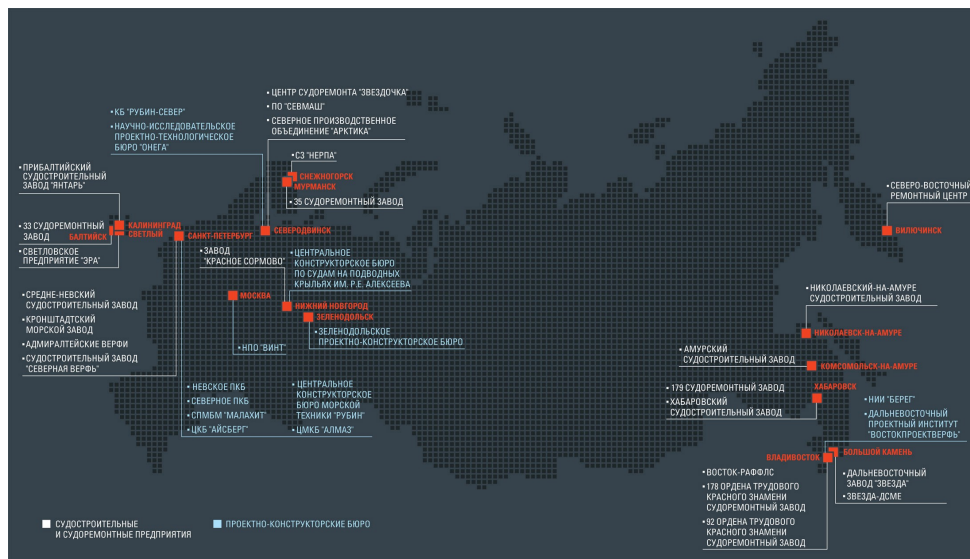 • КБ "РУБИН-СЕВЕР"
• НАУЧНО-ИССЛЕДОВАТЕЛЬСКОЕ
ПРОЕКТНО-ТЕХНОЛОГИЧЕСКОЕ
БЮРО "ОНЕГА"
• ЦЕНТР СУДОРЕМОНТА "ЗВЕЗДОЧКА"
• ПО "СЕВМАШ"
• СЕВЕРНОЕ ПРОИЗВОДСТВЕННОЕ
ОБЪЕДИНЕНИЕ "АРКТИКА"
• СЗ "НЕРПА"
СНЕЖНОГОРСК
МУРМАНСК
• 35 СУДОРЕМОНТНЫЙ ЗАВОД
• ПРИБАЛТИЙСКИЙ
СУДОСТРОИТЕЛЬНЫЙ
ЗАВОД "ЯНТАРЬ"
• 33 СУДОРЕМОНТНЫЙ
ЗАВОД
БАЛТИЙСК
• СВЕТЛОВСКОЕ
ПРЕДПРИЯТИЕ "ЭРА"
КАЛИНИНГРАД
СВЕТЛЫЙ
САНКТ-ПЕТЕРБУРГ
СЕВЕРОДВИНСК
• ЗАВОД
"КРАСНОЕ СОРМОВО"
• ЦЕНТРАЛЬНОЕ
КОНСТРУКТОРСКОЕ БЮРО
ПО СУДАМ НА ПОДВОДНЫХ
КРЫЛЬЯХ ИМ. Р.Е. АЛЕКСЕЕВА
МОСКВА
НИЖНИЙ НОВГОРОД
ЗЕЛЕНОДОЛЬСК
• ЗЕЛЕНОДОЛЬСКОЕ
ПРОЕКТНО-КОНСТРУКТОРСКОЕ БЮРО
• НПО "ВИНТ"
• СРЕДНЕ-НЕВСКИЙ
СУДОСТРОИТЕЛЬНЫЙ ЗАВОД
• КРОНШТАДТСКИЙ
МОРСКОЙ ЗАВОД
• АДМИРАЛТЕЙСКИЕ ВЕРФИ
• СУДОСТРОИТЕЛЬНЫЙ ЗАВОД
"СЕВЕРНАЯ ВЕРФЬ"
• НЕВСКОЕ ПКБ
• СЕВЕРНОЕ ПКБ
• СПМБМ "МАЛАХИТ"
• ЦКБ "АЙСБЕРГ"
• ЦЕНТРАЛЬНОЕ
КОНСТРУКТОРСКОЕ
БЮРО МОРСКОЙ
ТЕХНИКИ "РУБИН"
• ЦМКБ "АЛМАЗ"
• СЕВЕРО-ВОСТОЧНЫЙ
РЕМОНТНЫЙ ЦЕНТР
ВИЛЮЧИНСК
• НИКОЛАЕВСКИЙ-НА-АМУРЕ
СУДОСТРОИТЕЛЬНЫЙ ЗАВОД
НИКОЛАЕВСК-НА-АМУРЕ
• АМУРСКИЙ
СУДОСТРОИТЕЛЬНЫЙ ЗАВОД
КОМСОМОЛЬСК-НА-АМУРЕ
• 179 СУДОРЕМОНТНЫЙ ЗАВОД
• ХАБАРОВСКИЙ
СУДОСТРОИТЕЛЬНЫЙ ЗАВОД
ХАБАРОВСК
• НИИ "БЕРЕГ"
• ДАЛЬНЕВОСТОЧНЫЙ
ПРОЕКТНЫЙ ИНСТИТУТ
"ВОСТОКПРОЕКТВЕРФЬ"
ВЛАДИВОСТОК
БОЛЬШОЙ КАМЕНЬ
• ВОСТОК-РАФФЛС
• 178 ОРДЕНА ТРУДОВОГО
КРАСНОГО ЗНАМЕНИ
СУДОРЕМОНТНЫЙ ЗАВОД
• 92 ОРДЕНА ТРУДОВОГО
КРАСНОГО ЗНАМЕНИ
СУДОРЕМОНТНЫЙ ЗАВОД
• ДАЛЬНЕВОСТОЧНЫЙ
ЗАВОД "ЗВЕЗДА"
• ЗВЕЗДА-ДСМЕ
СУДОСТРОИТЕЛЬНЫЕ
И СУДОРЕМОНТНЫЕ ПРЕДПРИЯТИЯ
ПРОЕКТНО-КОНСТРУКТОРСКИЕ БЮРО